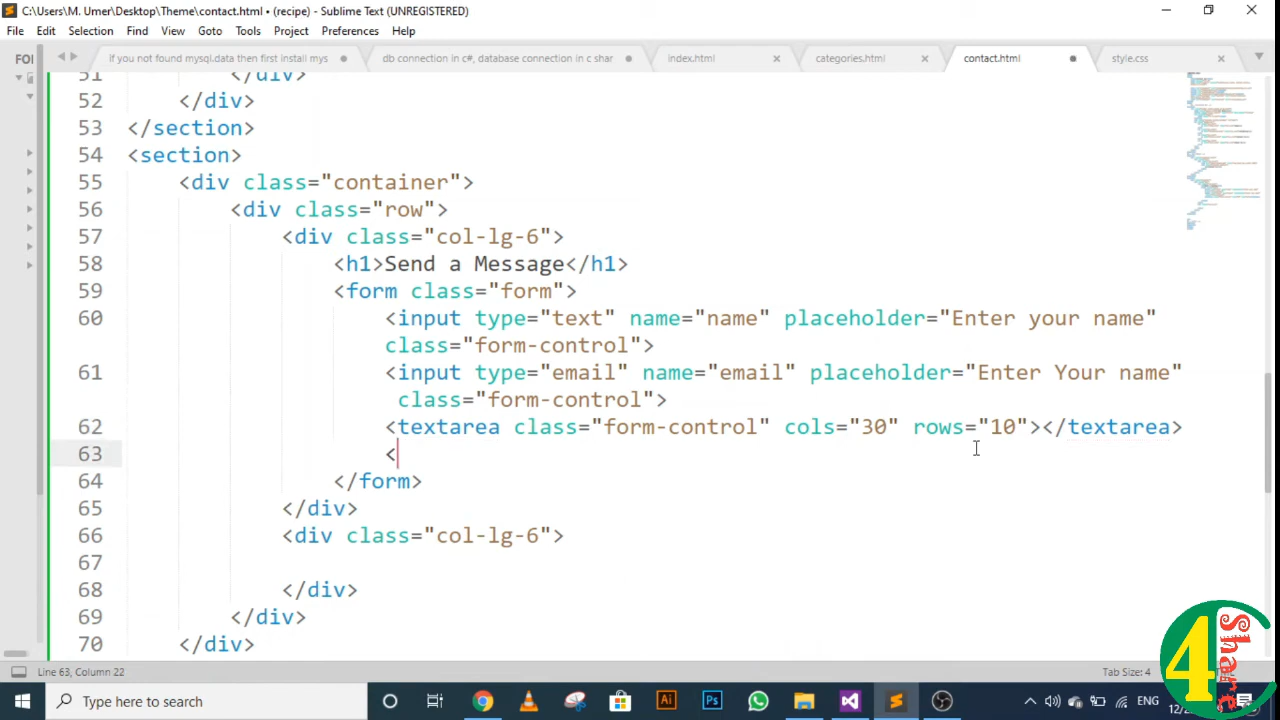 C:\Users\M. Umer\Desktop\Theme\contact.html • (recipe) - Sublime Text (UNREGISTERED)
File Edit Selection View Goto Tools Project Preferences Help
FOL
if you not found mysql.data then first install mys
db connection in c#, database connection in c shar
index.html
categories.html
contact.html
style.css
51 </div>
52 </div>
53 </section>
54 <section>
55 <div class="container">
56 <div class="row">
57 <div class="col-lg-6">
58 <h1>Send a Message</h1>
59 <form class="form">
60 <input type="text" name="name" placeholder="Enter your name"
class="form-control">
61 <input type="email" name="email" placeholder="Enter Your name"
class="form-control">
62 <textarea class="form-control" cols="30" rows="10"></textarea>
63 <
64 </form>
65 </div>
66 <div class="col-lg-6">
67
68 </div>
69 </div>
70 </div>
Line 63, Column 22
Tab Size: 4
4 Share
Type here to search
Ai
Ps
ENG